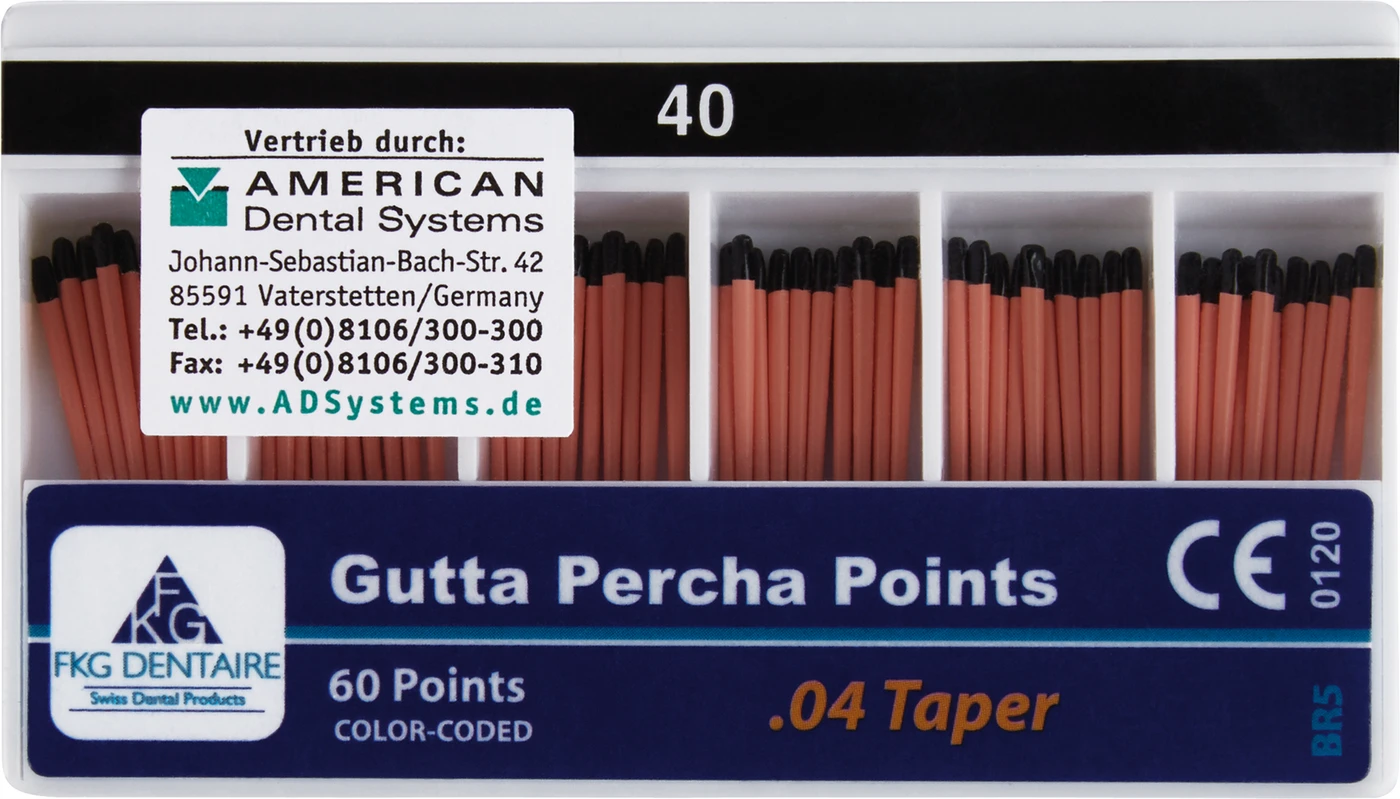 40
Vertrieb durch:
AMERICAN
Dental Systems
Johann-Sebastian-Bach-Str. 42
85591 Vaterstetten/Germany
Tel.: +49(0)8106/300-300
Fax: +49(0)8106/300-310
www.ADSystems.de
FKG
FKG DENTAIRE
Swiss Dental Products
Gutta Percha Points
60 Points
COLOR-CODED
.04 Taper
CE 0120
BR5